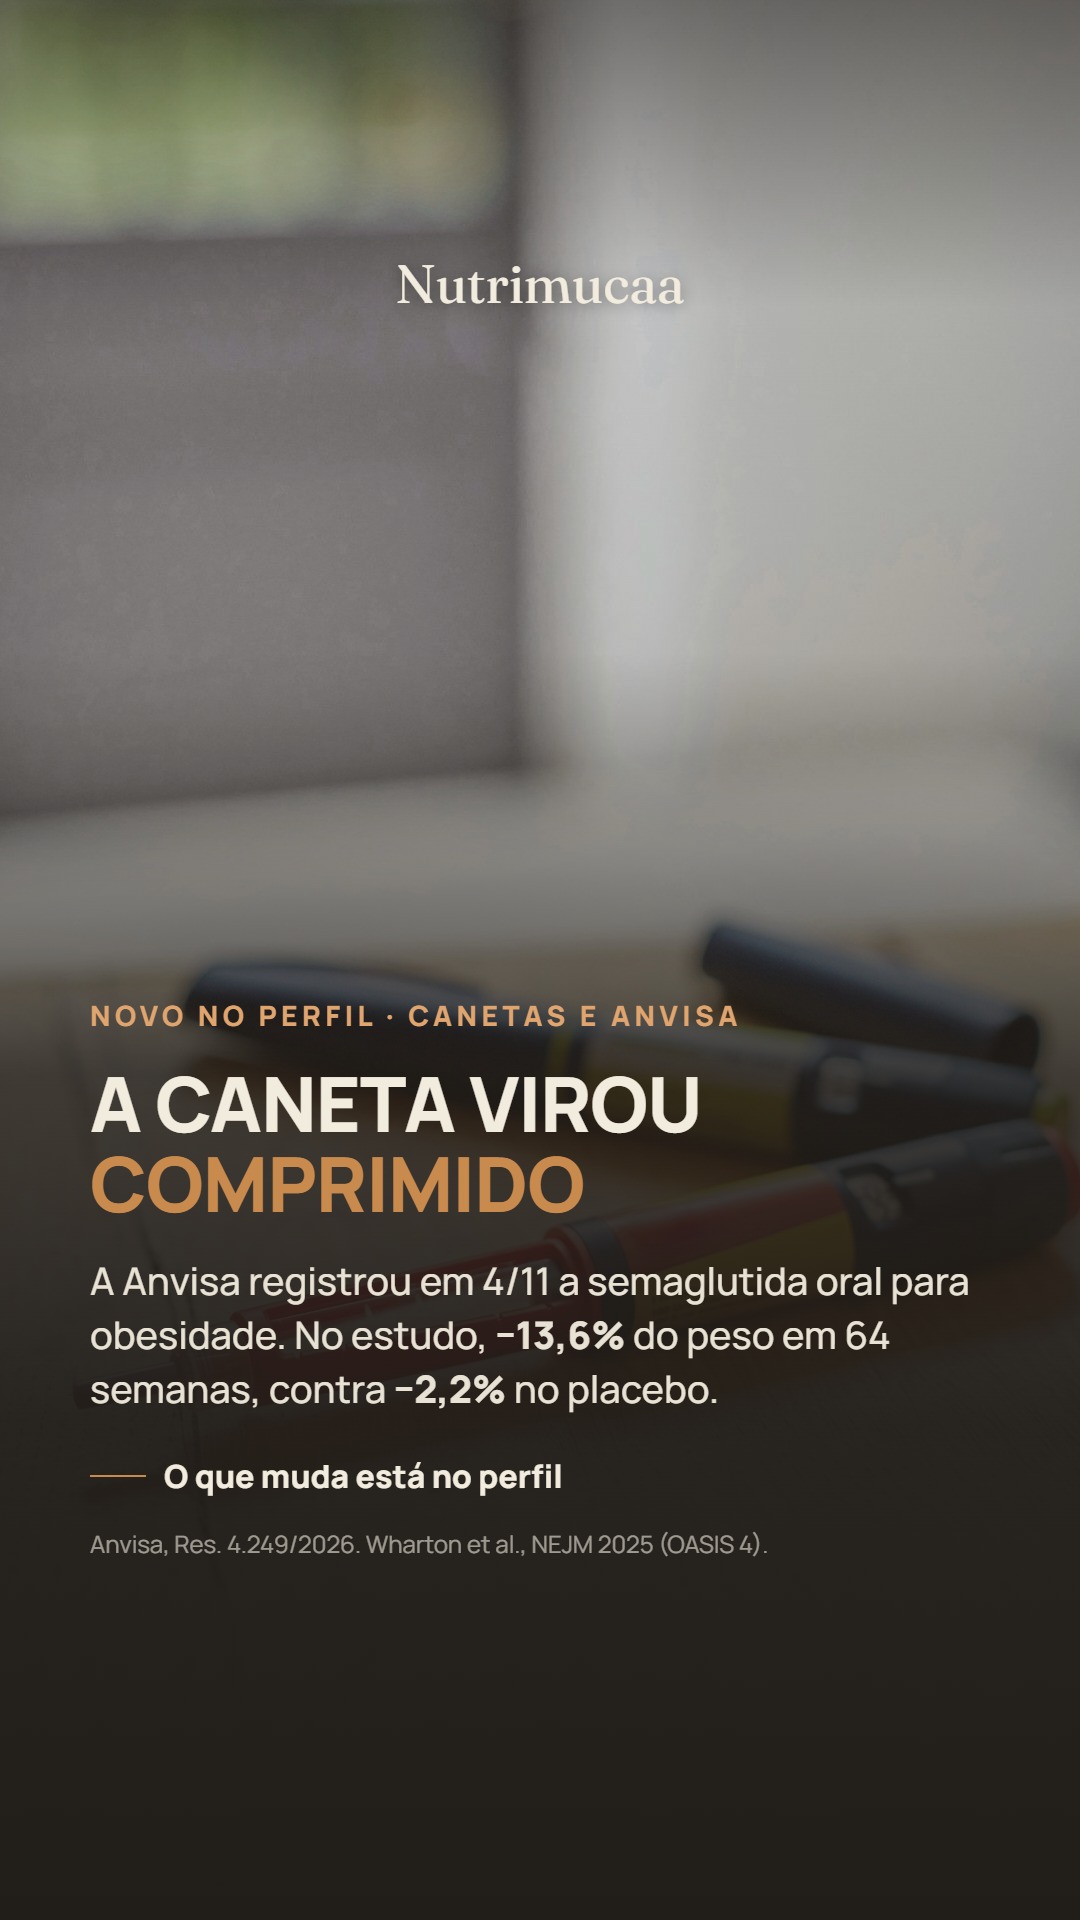 Nutrimucaa
NOVO NO PERFIL · CANETAS E ANVISA
A CANETA VIROU
COMPRIMIDO
A Anvisa registrou em 4/11 a semaglutida oral para
obesidade. No estudo, −13,6% do peso em 64
semanas, contra −2,2% no placebo.
O que muda está no perfil
Anvisa, Res. 4.249/2026. Wharton et al., NEJM 2025 (OASIS 4).